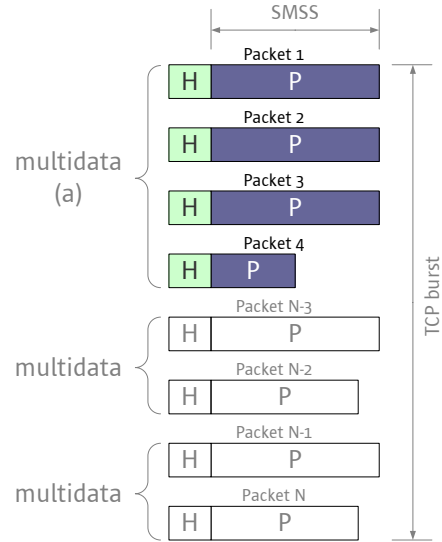 SMSS
Packet 1
H P
Packet 2
H P
Packet 3
H P
multidata
(a)
Packet 4
H P
Packet N-3
H P
multidata
Packet N-2
H P
Packet N-1
H P
multidata
Packet N
H P
TCP burst